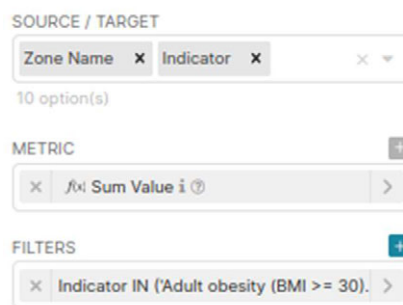 SOURCE / TARGET
Zone Name × Indicator ×
10 option(s)
METRIC
f(x) Sum Value
FILTERS
Indicator IN ('Adult obesity (BMI >= 30).